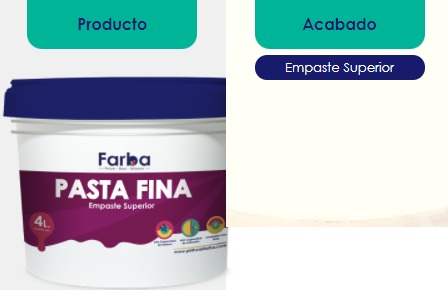 Producto
Acabado
Empaste Superior
Farba
PASTA FINA
Empaste Superior
4L.